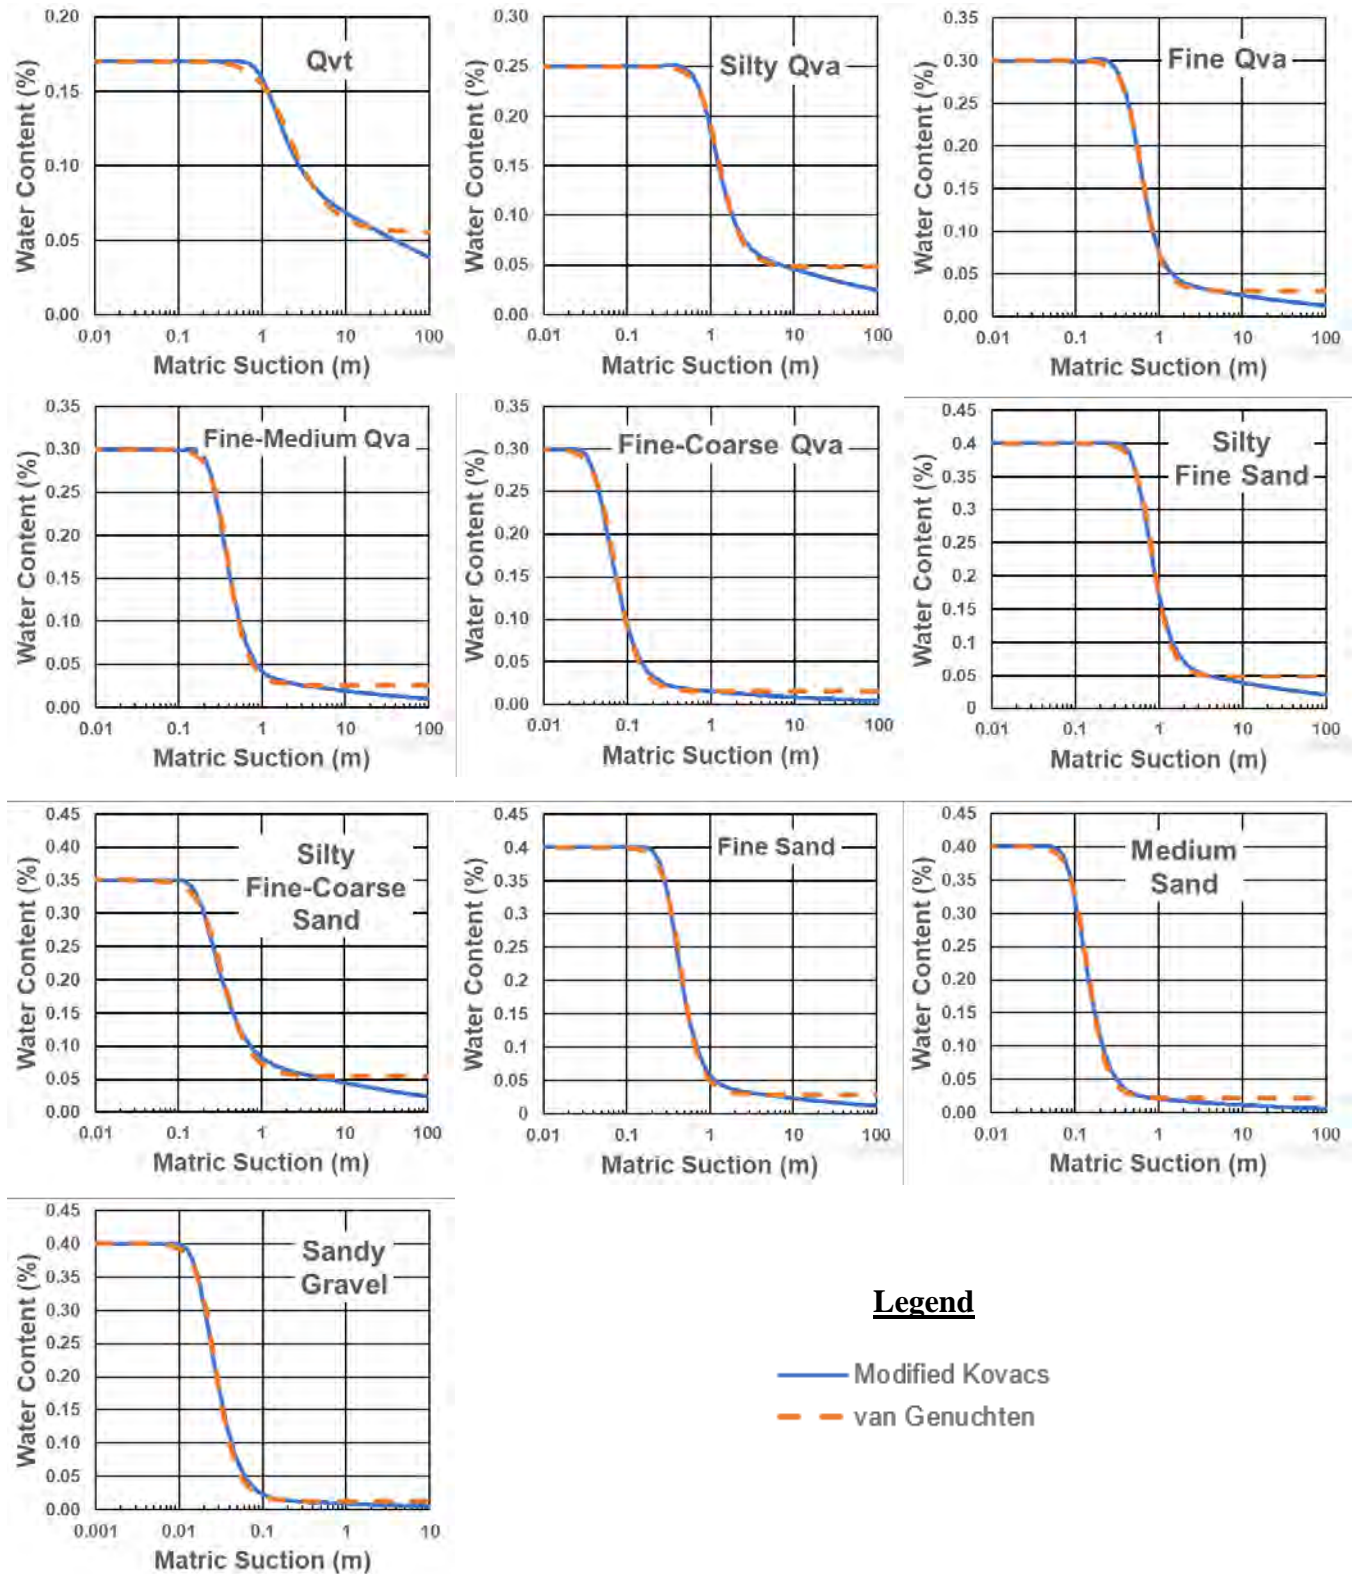 Qvt
Water Content (%)
0.20
0.15
0.10
0.05
0.00
0.01 0.1 1 10 100
Matric Suction (m)
Silty Qva
Water Content (%)
0.30
0.25
0.20
0.15
0.10
0.05
0.00
0.01 0.1 1 10 100
Matric Suction (m)
Fine Qva
Water Content (%)
0.35
0.30
0.25
0.20
0.15
0.10
0.05
0.00
0.01 0.1 1 10 100
Matric Suction (m)
Fine-Medium Qva
Water Content (%)
0.35
0.30
0.25
0.20
0.15
0.10
0.05
0
0.01 0.1 1 10 100
Matric Suction (m)
Fine-Coarse Qva
Water Content (%)
0.35
0.30
0.25
0.20
0.15
0.10
0.05
0.00
0.01 0.1 1 10 100
Matric Suction (m)
Silty
Fine Sand
Water Content (%)
0.45
0.4
0.35
0.3
0.25
0.2
0.15
0.1
0.05
0
0.01 0.1 1 10 100
Matric Suction (m)
Silty
Fine-Coarse
Sand
Water Content (%)
0.45
0.40
0.35
0.30
0.25
0.20
0.15
0.10
0.05
0.00
0.01 0.1 1 10 100
Matric Suction (m)
Fine Sand
Water Content (%)
0.45
0.4
0.35
0.3
0.25
0.2
0.15
0.1
0.05
0
0.01 0.1 1 10 100
Matric Suction (m)
Medium
Sand
Water Content (%)
0.45
0.40
0.35
0.30
0.25
0.20
0.15
0.10
0.05
0.00
0.01 0.1 1 10 100
Matric Suction (m)
Sandy
Gravel
Water Content (%)
0.45
0.40
0.35
0.30
0.25
0.20
0.15
0.10
0.05
0.00
0.001 0.01 0.1 1 10
Matric Suction (m)
Legend
Modified Kovacs
van Genuchten